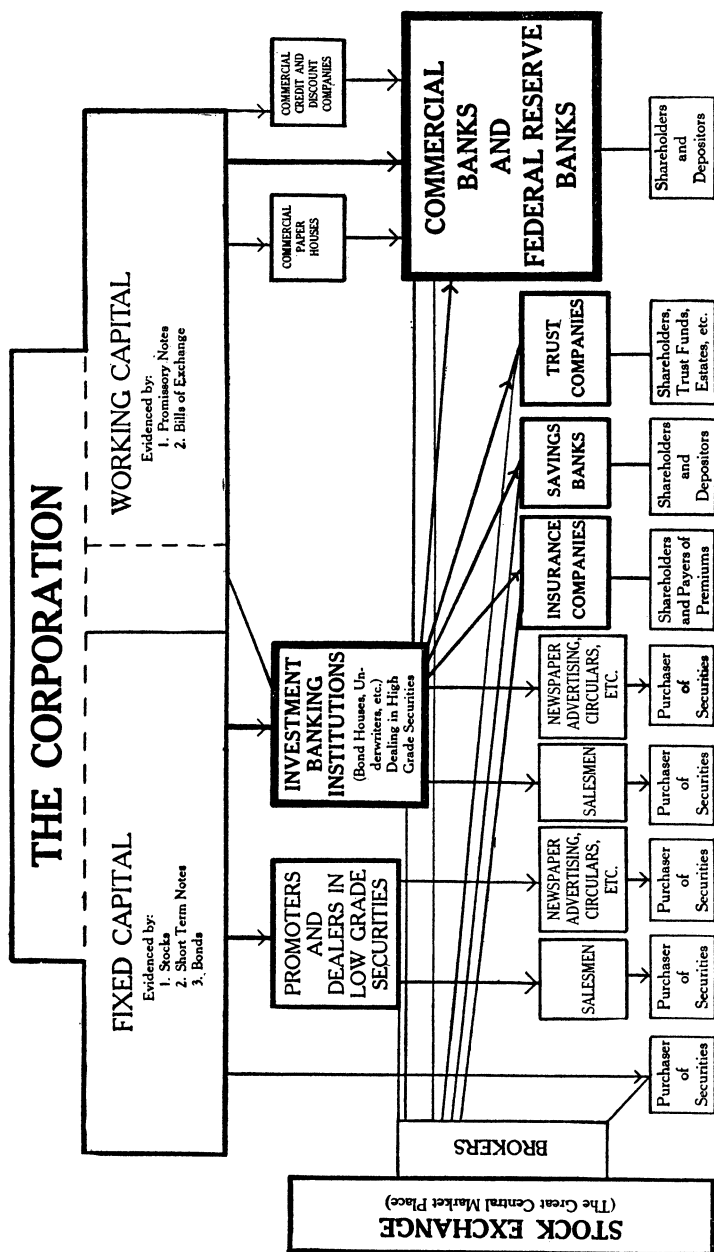 THE CORPORATION
FIXED CAPITAL
Evidenced by:
1. Stocks
2. Short Term Notes
3. Bonds
WORKING CAPITAL
Evidenced by:
1. Promissory Notes
2. Bills of Exchange
PROMOTERS
AND
DEALERS IN
LOW GRADE
SECURITIES
INVESTMENT
BANKING
INSTITUTIONS
(Bond Houses, Un-
derwriters, etc.)
Dealing in High
Grade Securities
COMMERCIAL
PAPER
HOUSES
COMMERCIAL
CREDIT AND
DISCOUNT
COMPANIES
COMMERCIAL
BANKS
AND
FEDERAL RESERVE
BANKS
STOCK EXCHANGE
(The Great Central Market Place)
BROKERS
SALESMEN
NEWSPAPER
ADVERTISING,
CIRCULARS,
ETC.
SALESMEN
NEWSPAPER
ADVERTISING,
CIRCULARS,
ETC.
INSURANCE
COMPANIES
SAVINGS
BANKS
TRUST
COMPANIES
Purchaser
of
Securities
Purchaser
of
Securities
Purchaser
of
Securities
Purchaser
of
Securities
Purchaser
of
Securities
Shareholders
and Payers of
Premiums
Shareholders
and
Depositors
Shareholders,
Trust Funds,
Estates, etc.
Shareholders
and
Depositors